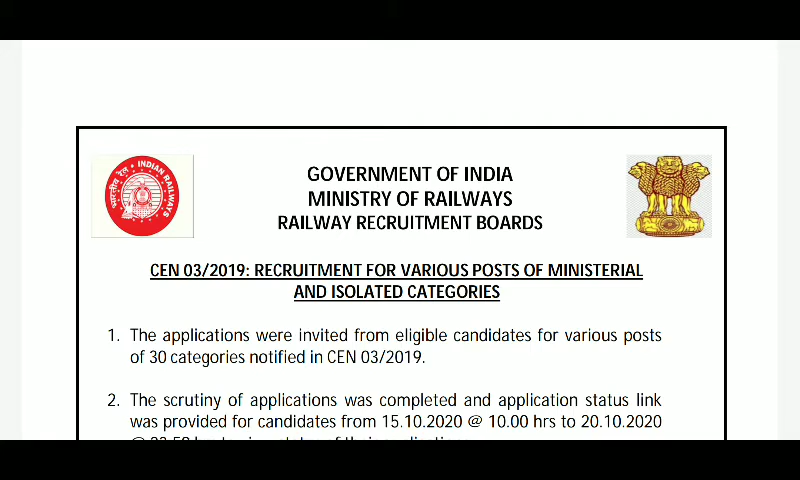 भारतीय रेल • INDIAN RAILWAYS
GOVERNMENT OF INDIA
MINISTRY OF RAILWAYS
RAILWAY RECRUITMENT BOARDS
CEN 03/2019: RECRUITMENT FOR VARIOUS POSTS OF MINISTERIAL
AND ISOLATED CATEGORIES
1. The applications were invited from eligible candidates for various posts
of 30 categories notified in CEN 03/2019.
2. The scrutiny of applications was completed and application status link
was provided for candidates from 15.10.2020 @ 10.00 hrs to 20.10.2020